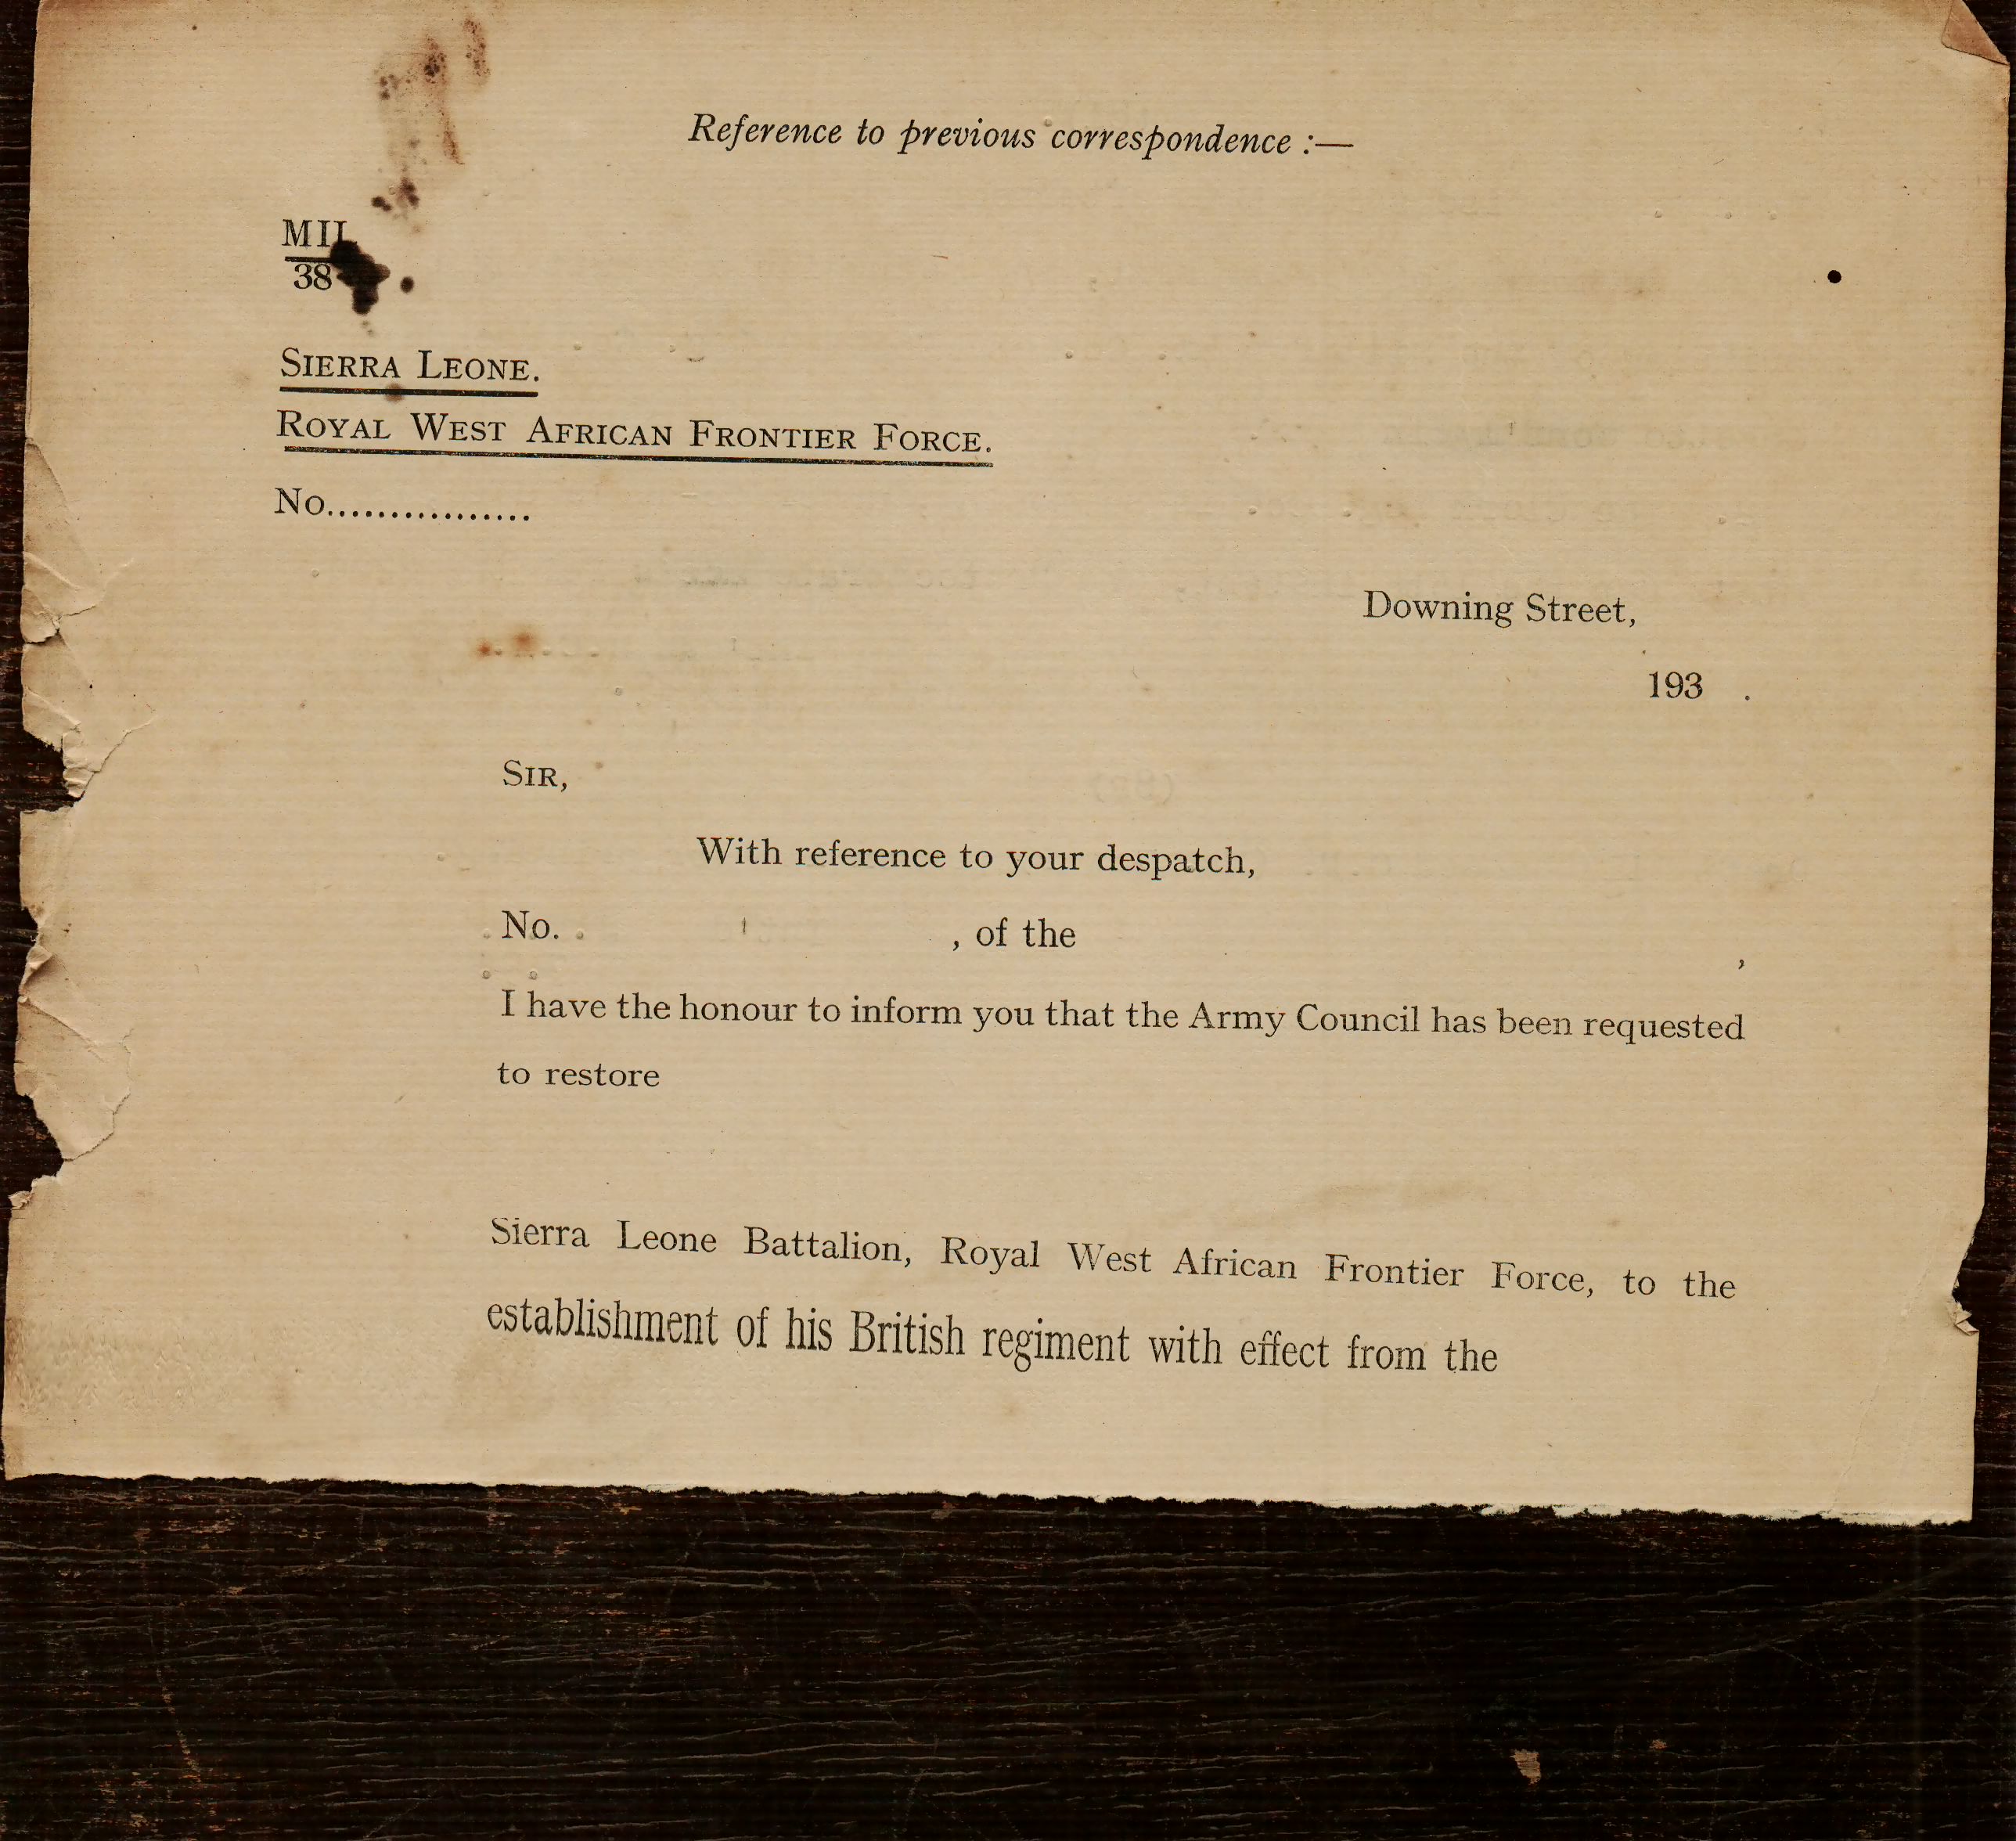 Reference to previous correspondence :—
MIL
38
SIERRA LEONE.
ROYAL WEST AFRICAN FRONTIER FORCE.
No................
Downing Street,
193 .
SIR,
With reference to your despatch,
No. , of the ,
I have the honour to inform you that the Army Council has been requested
to restore
Sierra Leone Battalion, Royal West African Frontier Force, to the
establishment of his British regiment with effect from the